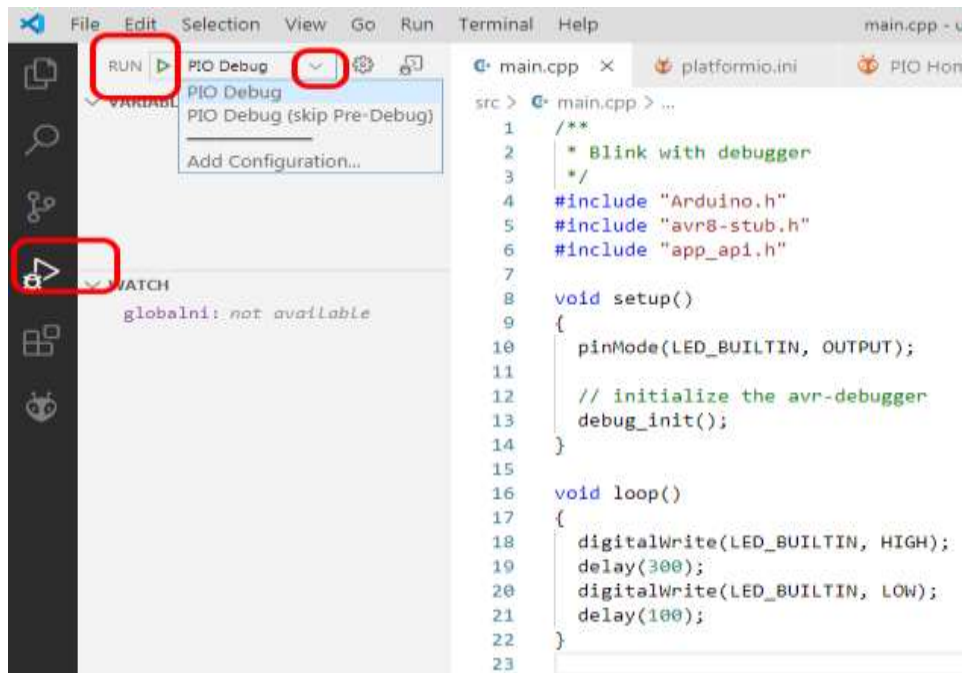 File Edit Selection View Go Run Terminal Help main.cpp - u
RUN PIO Debug
PIO Debug
PIO Debug (skip Pre-Debug)
Add Configuration...
VARIABL
WATCH
globalni: not available
main.cpp × platformio.ini PIO Hom
src > main.cpp > ...
1 /**
2 * Blink with debugger
3 */
4 #include "Arduino.h"
5 #include "avr8-stub.h"
6 #include "app_api.h"
7
8 void setup()
9 {
10 pinMode(LED_BUILTIN, OUTPUT);
11
12 // initialize the avr-debugger
13 debug_init();
14 }
15
16 void loop()
17 {
18 digitalWrite(LED_BUILTIN, HIGH);
19 delay(300);
20 digitalWrite(LED_BUILTIN, LOW);
21 delay(100);
22 }
23